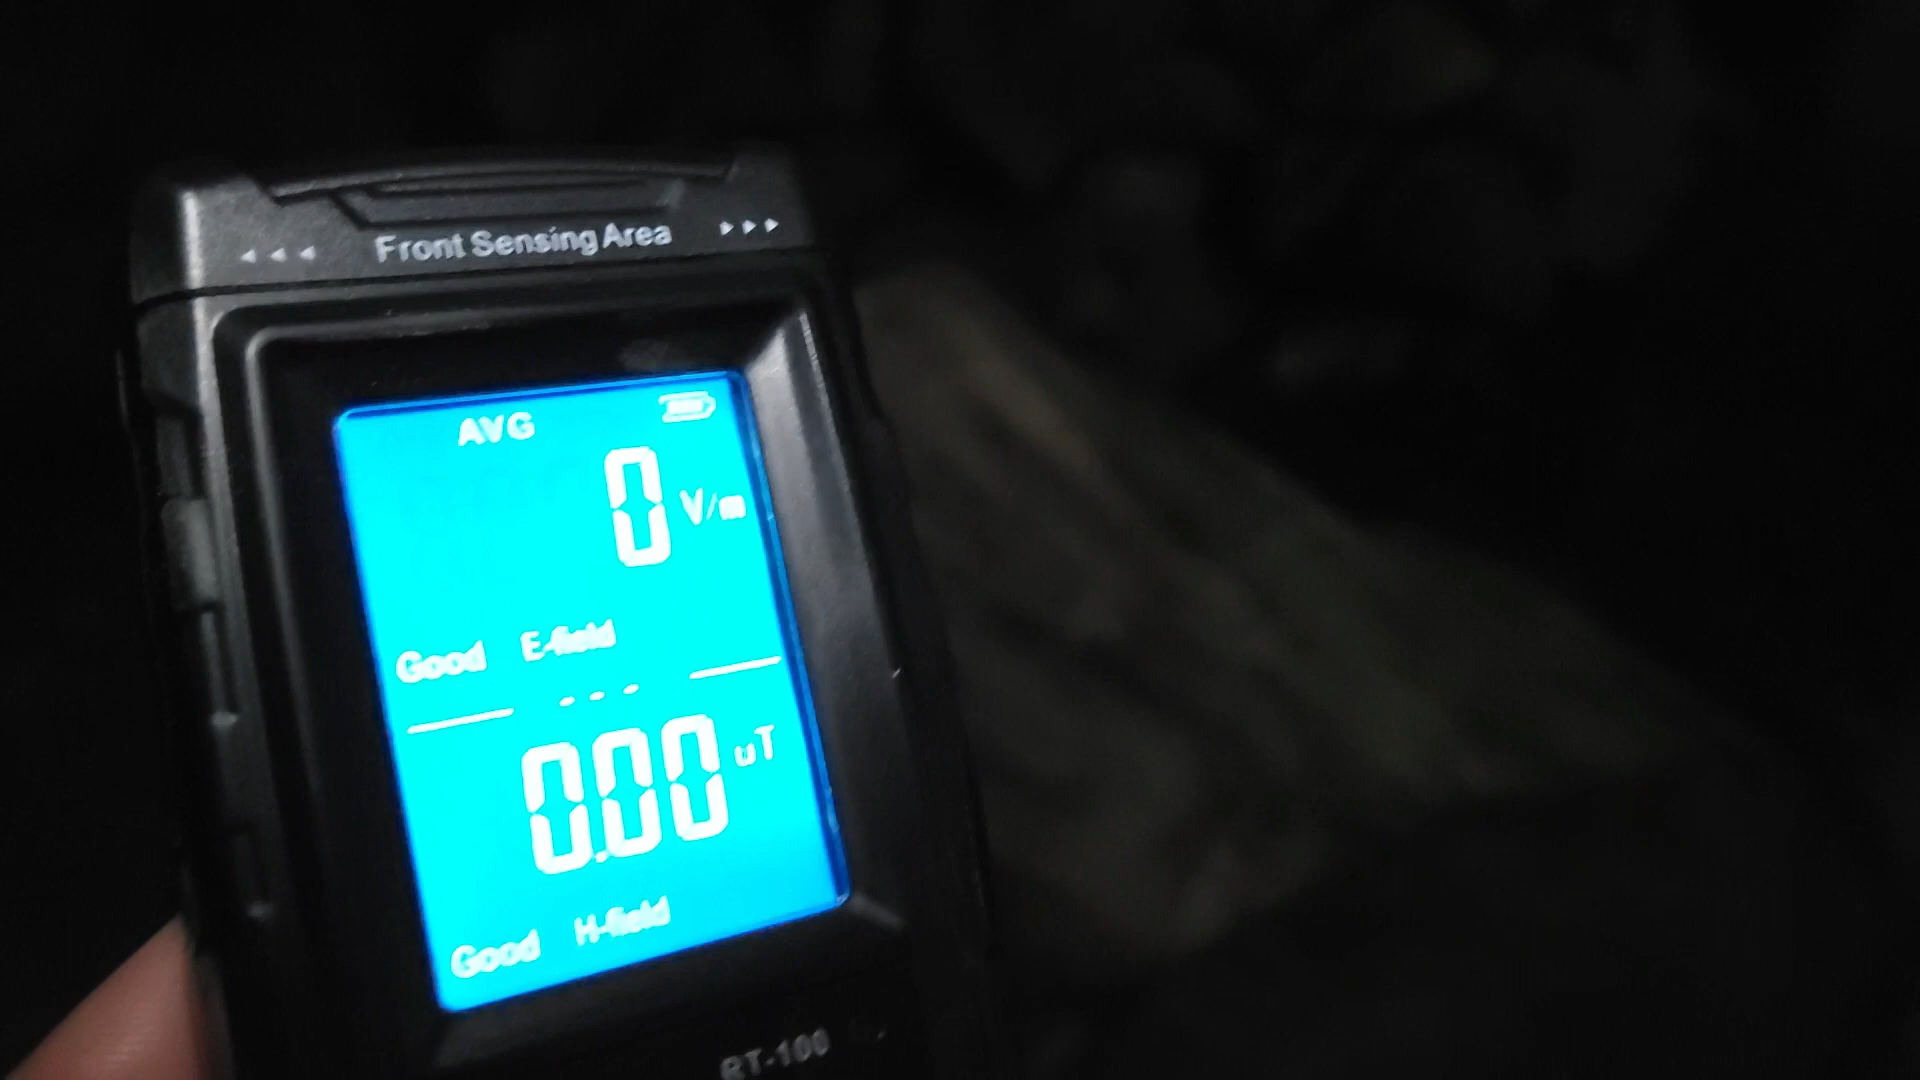 Front Sensing Area
AVG
0 V/m
Good E-field
---
0.00 uT
Good H-field
RT-100